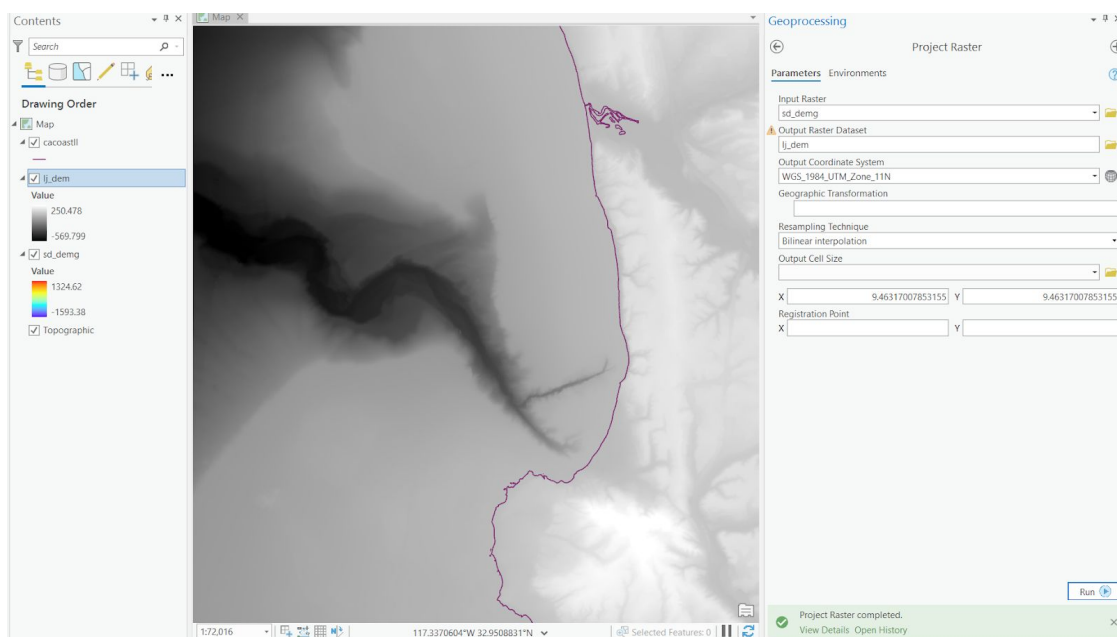 Contents
Search
Drawing Order
Map
cacoastll
lj_dem
Value
250.478
-569.799
sd_demg
Value
1324.62
-1593.38
Topographic
Map
1:72,016
117.3370604°W 32.9508831°N
Selected Features: 0
Geoprocessing
Project Raster
Parameters Environments
Input Raster
sd_demg
Output Raster Dataset
lj_dem
Output Coordinate System
WGS_1984_UTM_Zone_11N
Geographic Transformation
Resampling Technique
Bilinear interpolation
Output Cell Size
X 9.46317007853155 Y 9.46317007853155
Registration Point
X Y
Run
Project Raster completed.
View Details Open History